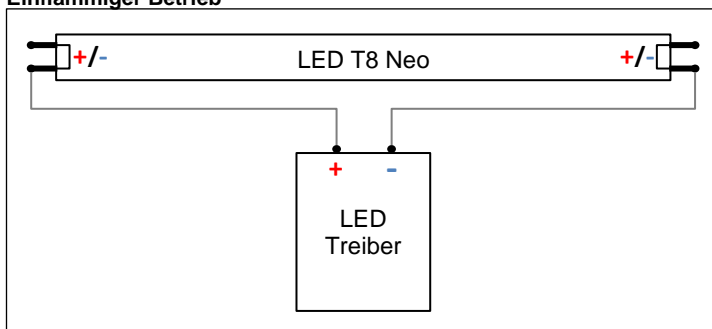 Einflammiger Betrieb
+/- LED T8 Neo +/-
+ -
LED
Treiber